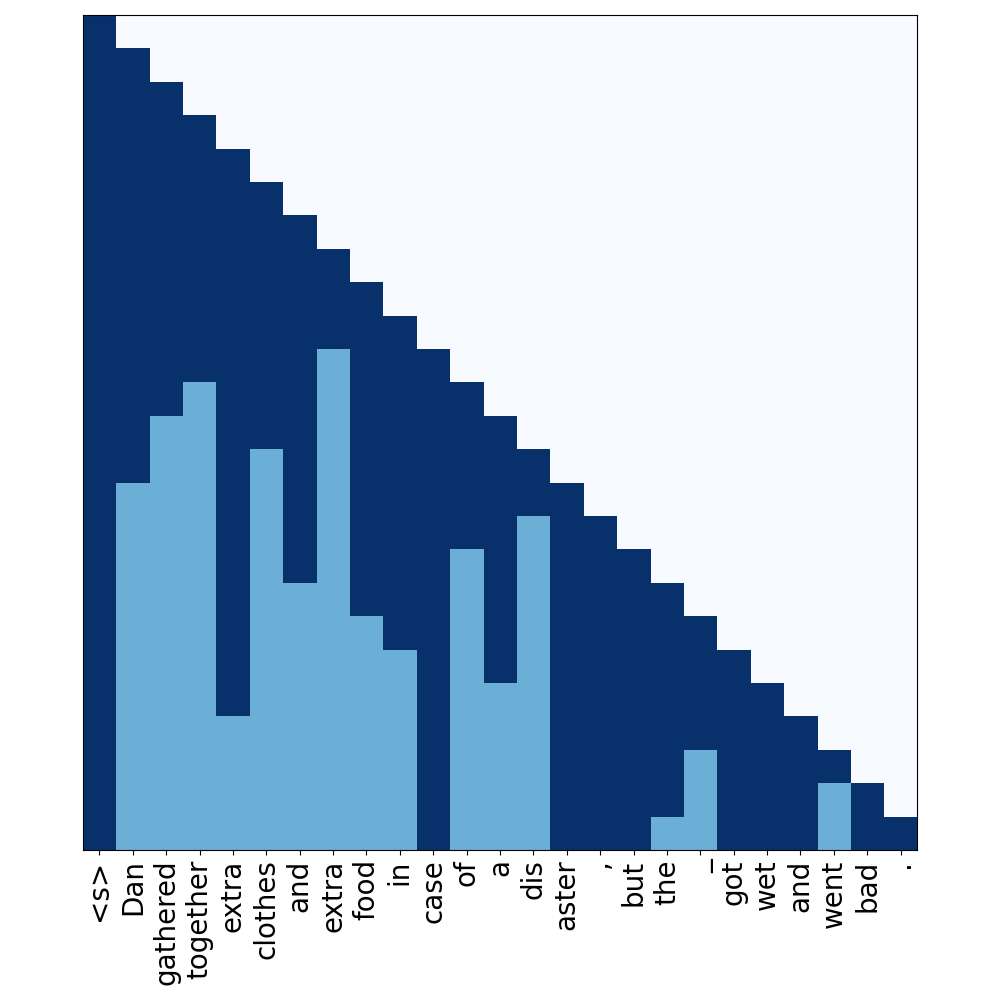 <s>
Dan
gathered
together
extra
clothes
and
extra
food
in
case
of
a
dis
aster
,
but
the
_
got
wet
and
went
bad
.